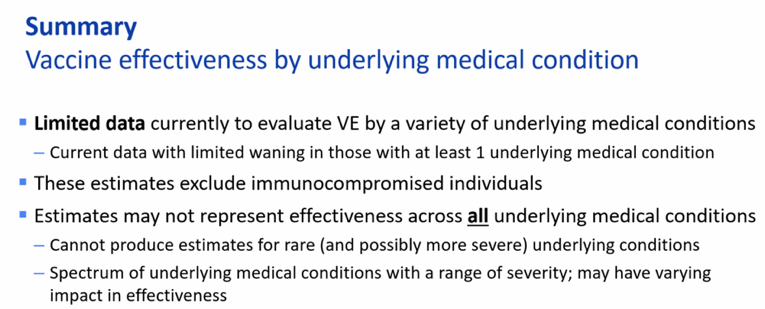 Summary
Vaccine effectiveness by underlying medical condition
▪ Limited data currently to evaluate VE by a variety of underlying medical conditions
– Current data with limited waning in those with at least 1 underlying medical condition
▪ These estimates exclude immunocompromised individuals
▪ Estimates may not represent effectiveness across all underlying medical conditions
– Cannot produce estimates for rare (and possibly more severe) underlying conditions
– Spectrum of underlying medical conditions with a range of severity; may have varying
impact in effectiveness